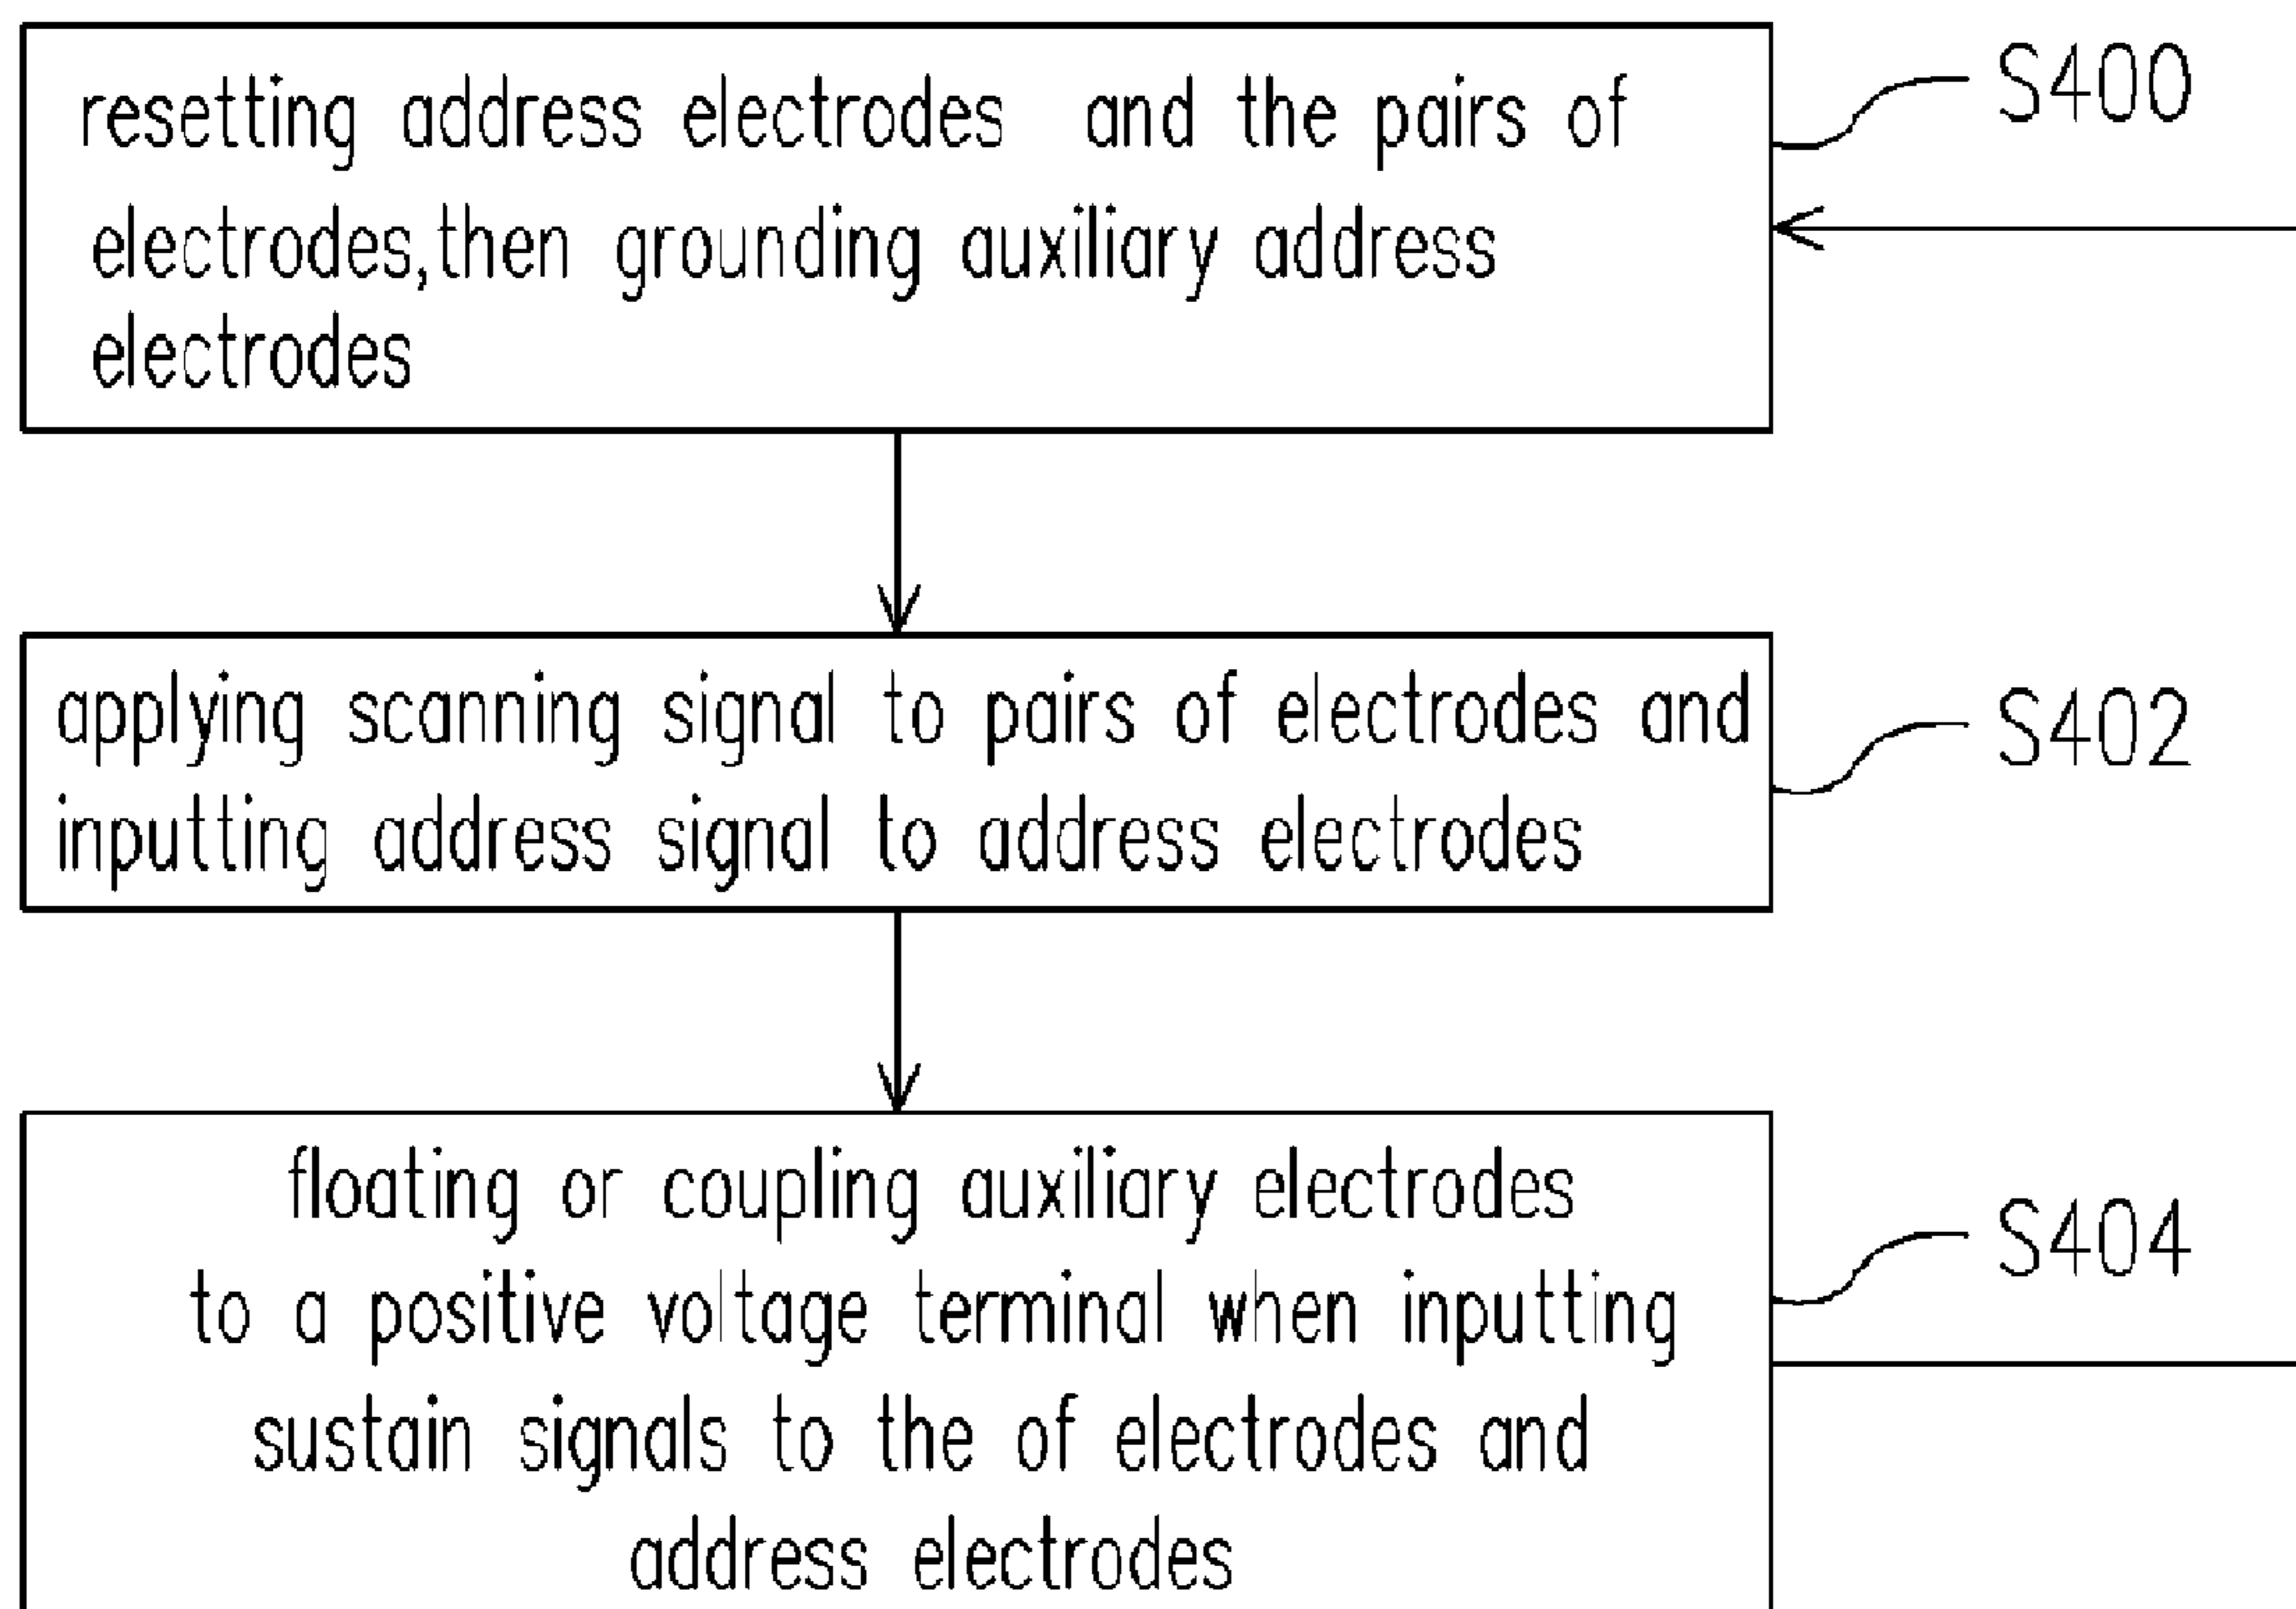 resetting address electrodes and the pairs of
electrodes,then grounding auxiliary address
electrodes
S400
applying scanning signal to pairs of electrodes and
inputting address signal to address electrodes
S402
floating or coupling auxiliary electrodes
to a positive voltage terminal when inputting
sustain signals to the of electrodes and
address electrodes
S404